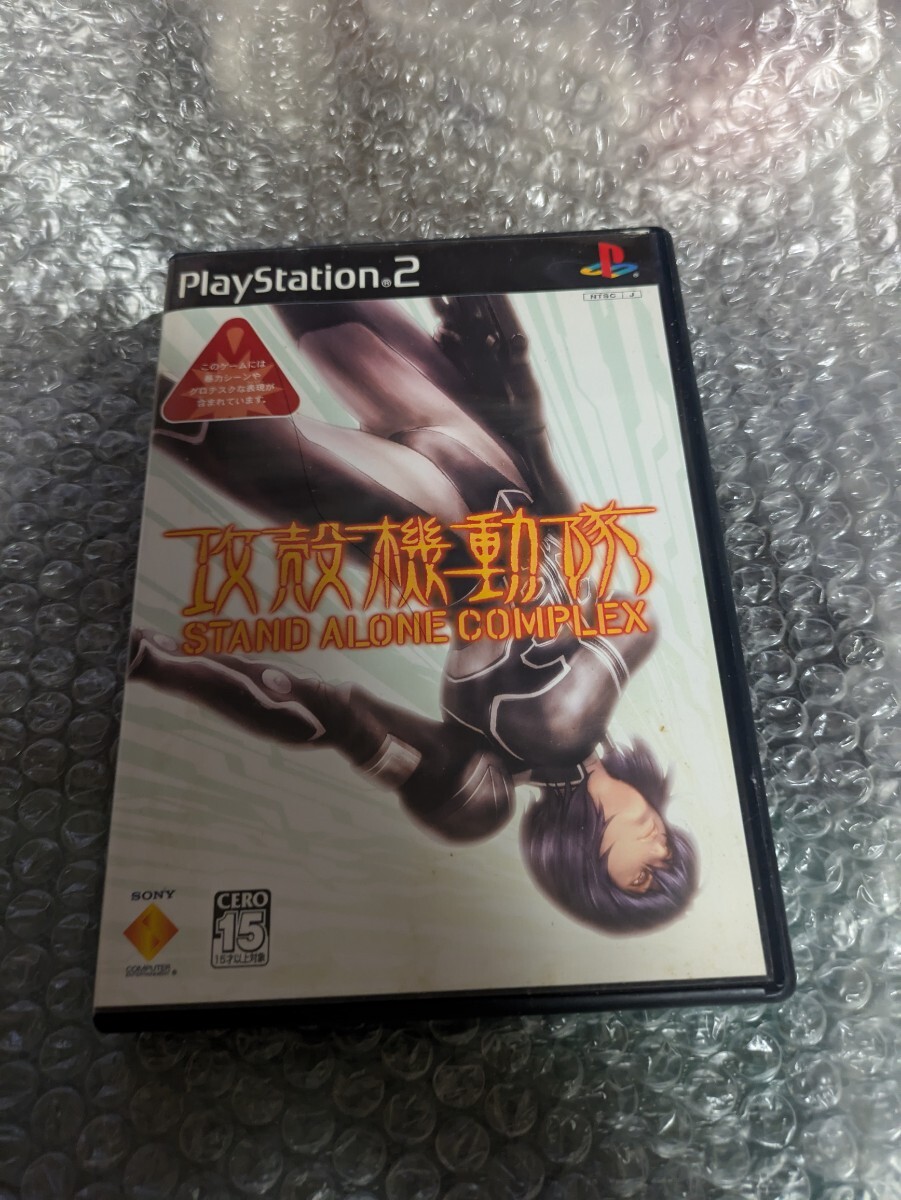 PlayStation®2
NTSC J
このゲームには
暴力シーンや
グロテスクな表現が
含まれています。
攻殻機動隊
STAND ALONE COMPLEX
SONY
COMPUTER
ENTERTAINMENT®
CERO
15
15才以上対象